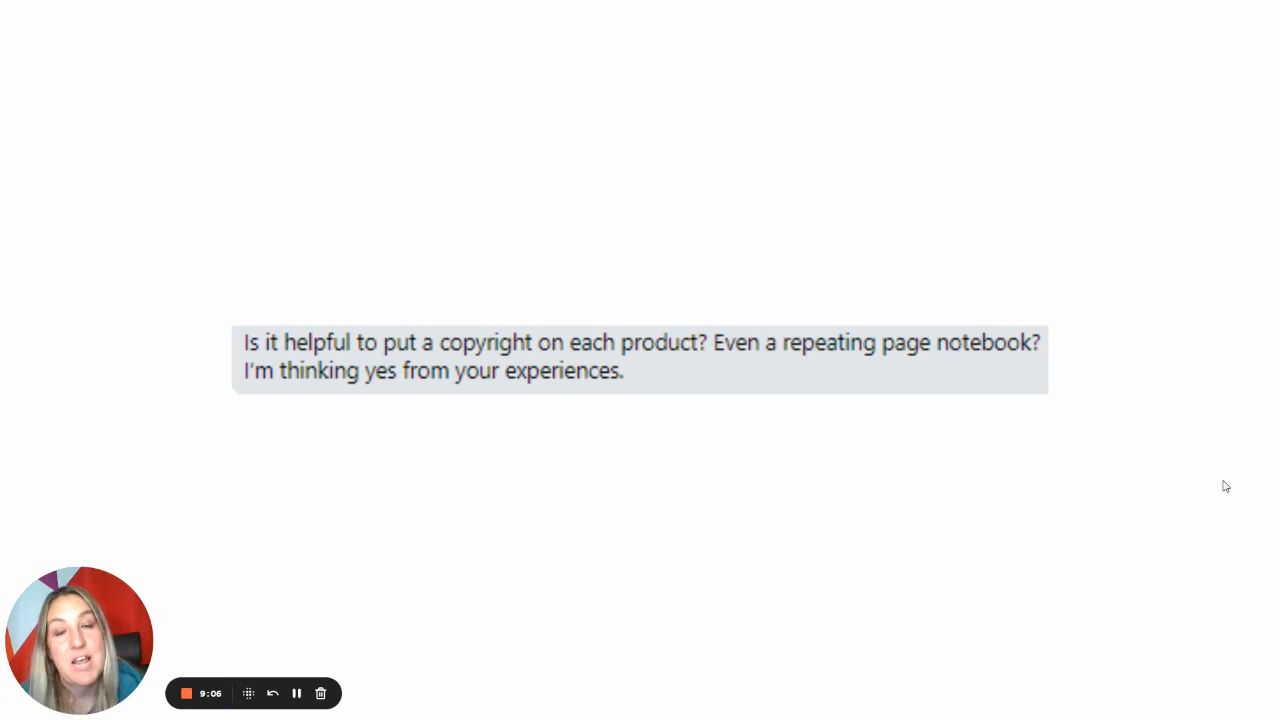 Is it helpful to put a copyright on each product? Even a repeating page notebook?
I'm thinking yes from your experiences.
9:06